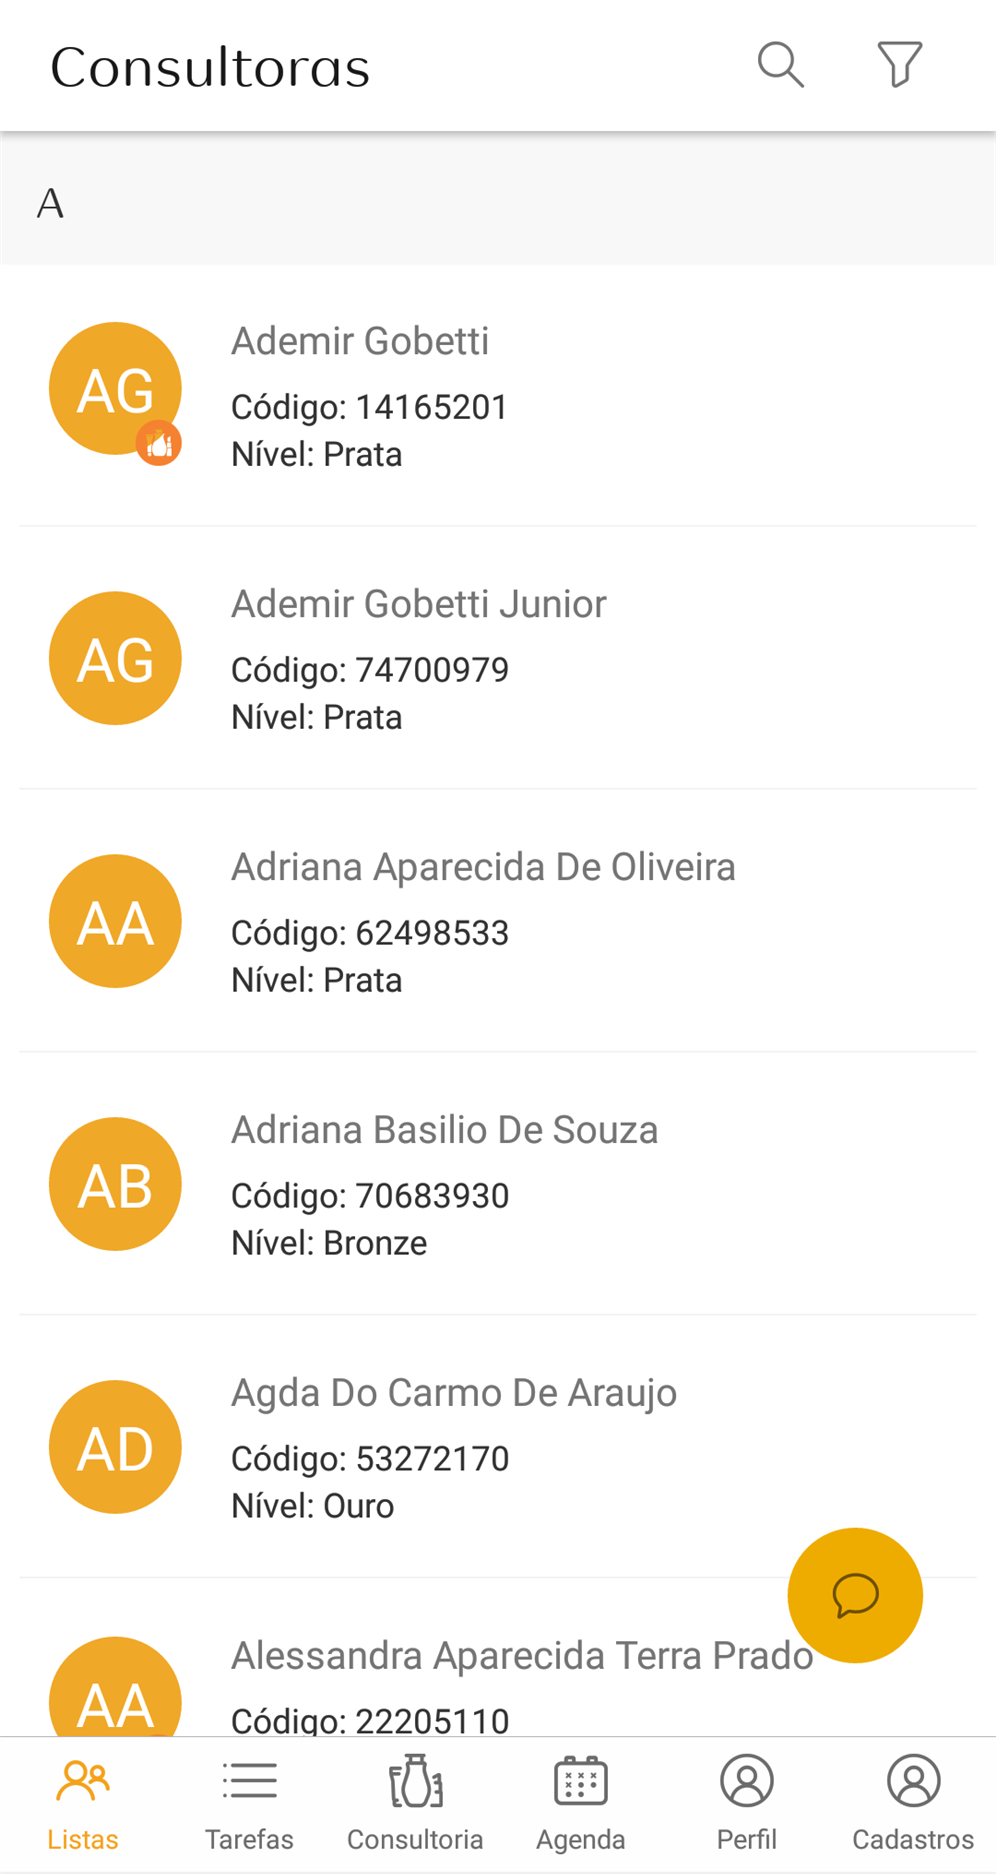 Consultoras
A
AG
Ademir Gobetti
Código: 14165201
Nível: Prata
AG
Ademir Gobetti Junior
Código: 74700979
Nível: Prata
AA
Adriana Aparecida De Oliveira
Código: 62498533
Nível: Prata
AB
Adriana Basilio De Souza
Código: 70683930
Nível: Bronze
AD
Agda Do Carmo De Araujo
Código: 53272170
Nível: Ouro
AA
Alessandra Aparecida Terra Prado
Código: 22205110
Listas Tarefas Consultoria Agenda Perfil Cadastros